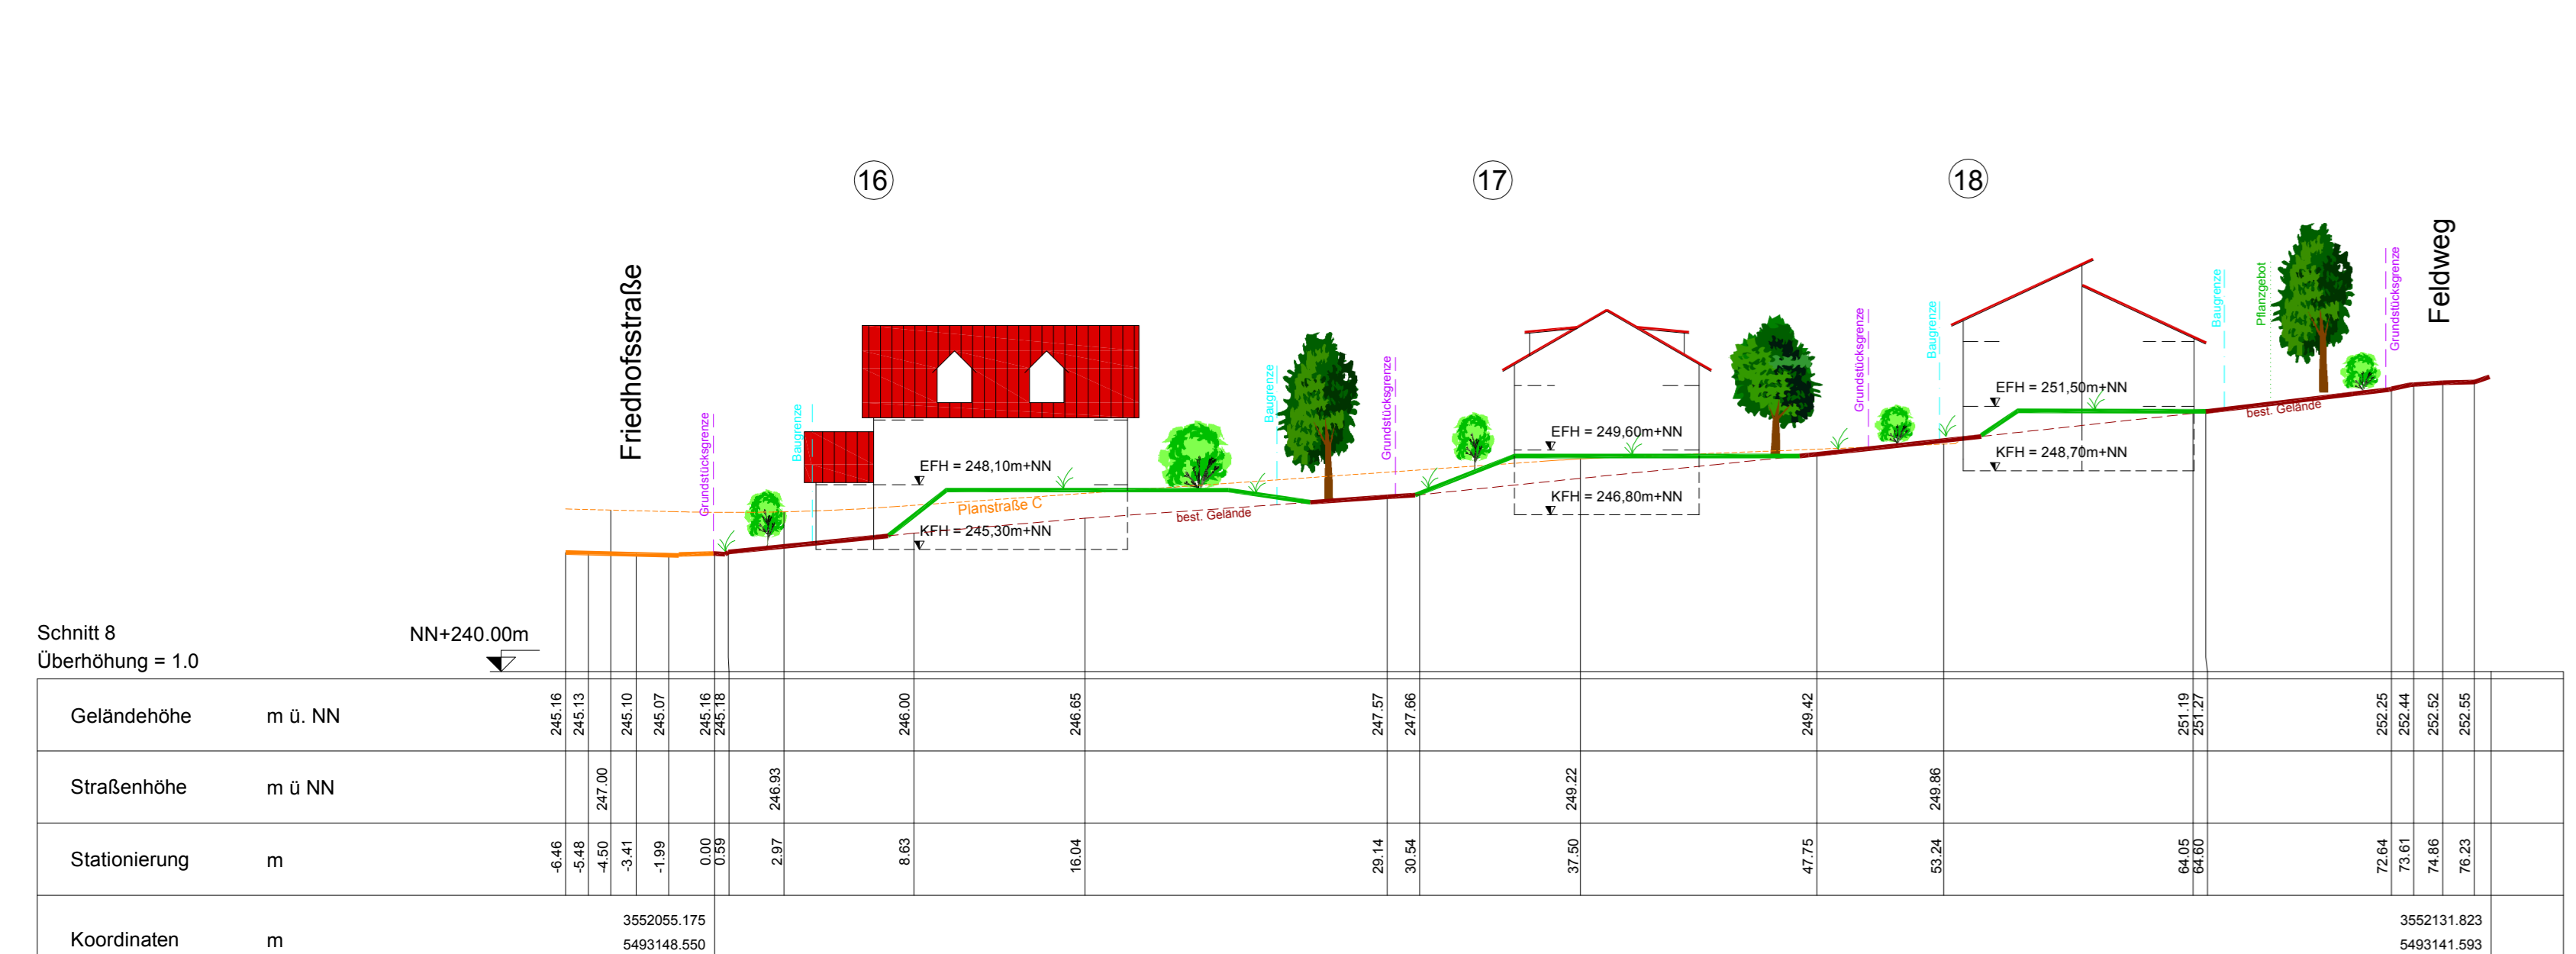 16
17
18
Friedhofsstraße
Feldweg
Grundstücksgrenze
Baugrenze
Baugrenze
Grundstücksgrenze
Grundstücksgrenze
Baugrenze
Baugrenze
Pflanzgebot
Grundstücksgrenze
EFH = 248,10m+NN
Planstraße C
KFH = 245,30m+NN
best. Gelände
EFH = 249,60m+NN
KFH = 246,80m+NN
EFH = 251,50m+NN
KFH = 248,70m+NN
best. Gelände
Schnitt 8
Überhöhung = 1.0
NN+240.00m
Geländehöhe m ü. NN 245.16 245.13 245.10 245.07 245.16 245.18 246.00 246.65 247.57 247.66 249.42 251.19 251.27 252.25 252.44 252.52 252.55
Straßenhöhe m ü NN 247.00 246.93 249.22 249.86
Stationierung m -6.46 -5.48 -4.50 -3.41 -1.99 0.00 0.59 2.97 8.63 16.04 29.14 30.54 37.50 47.75 53.24 64.05 64.60 72.64 73.61 74.86 76.23
Koordinaten m
3552055.175
5493148.550
3552131.823
5493141.593